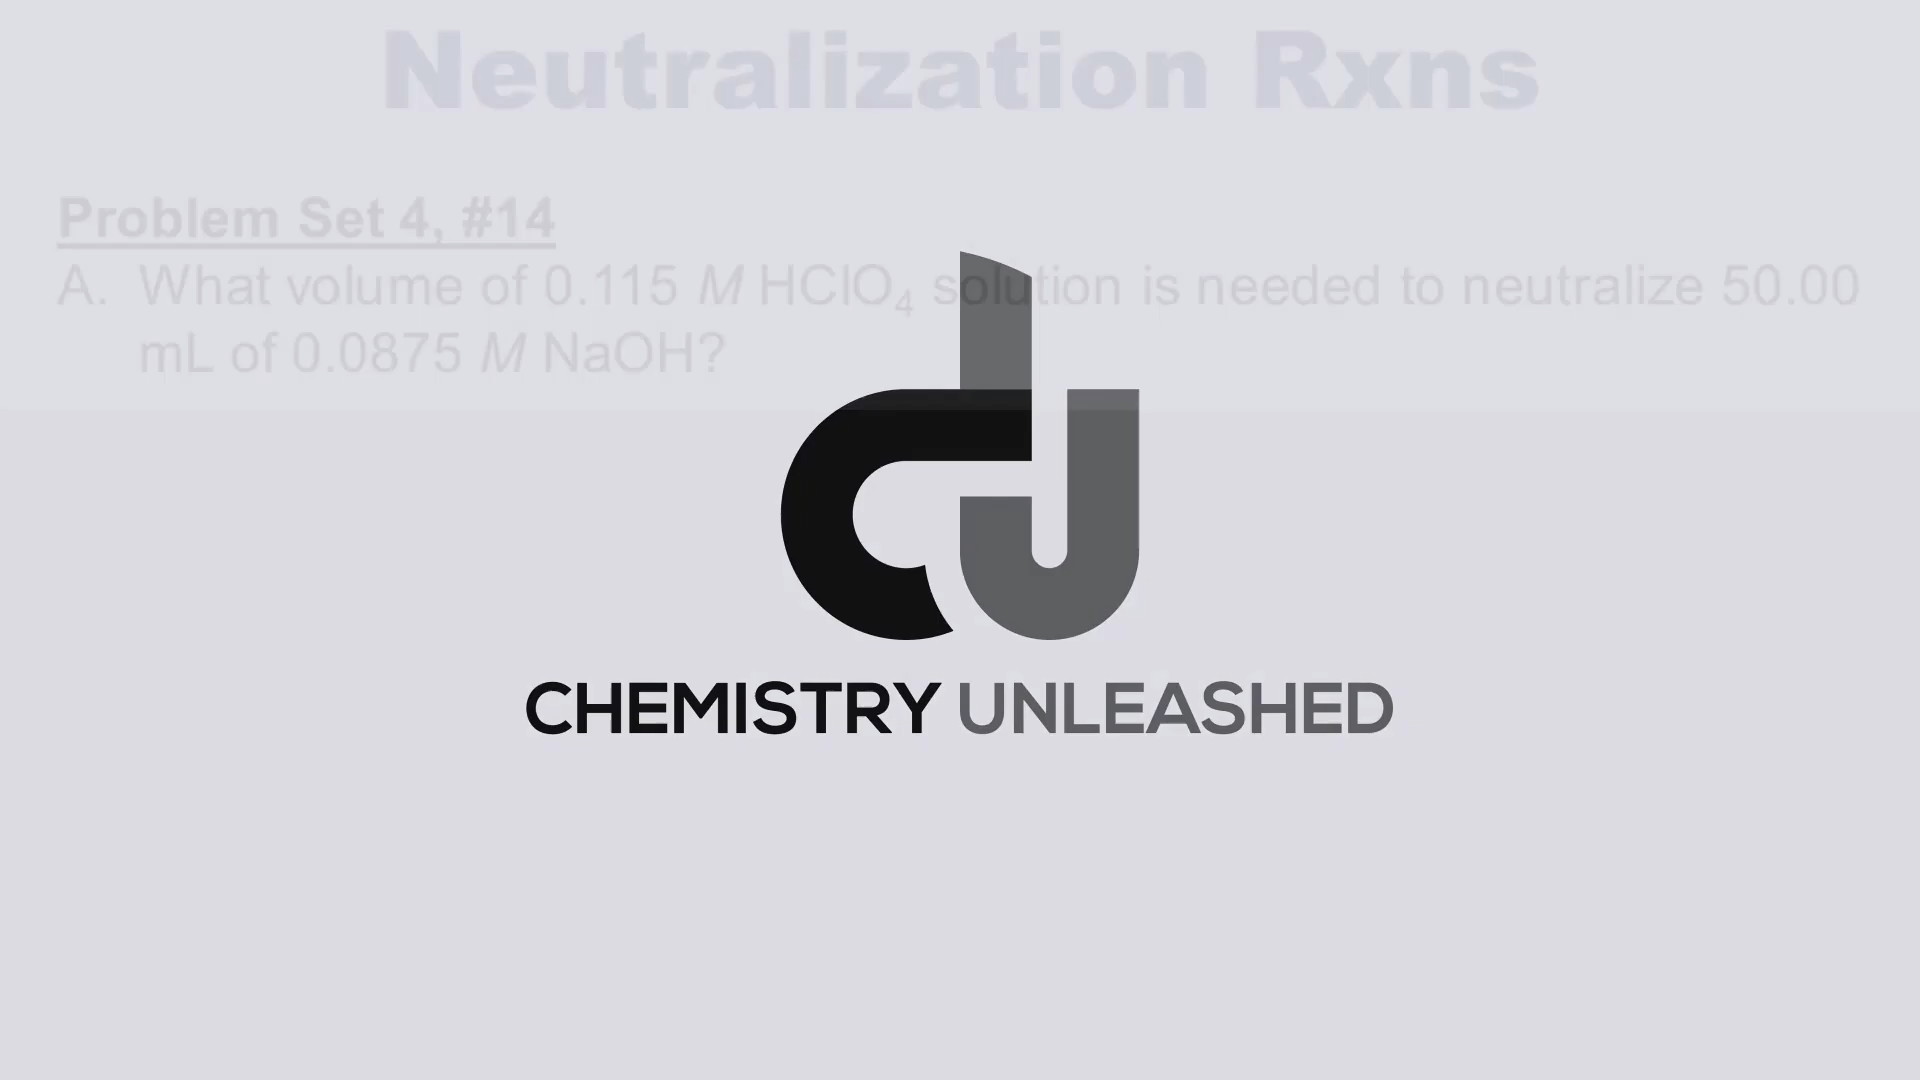 Neutralization Rxns
Problem Set 4, #14
A. What volume of 0.115 M HClO₄ solution is needed to neutralize 50.00
mL of 0.0875 M NaOH?
CHEMISTRY UNLEASHED